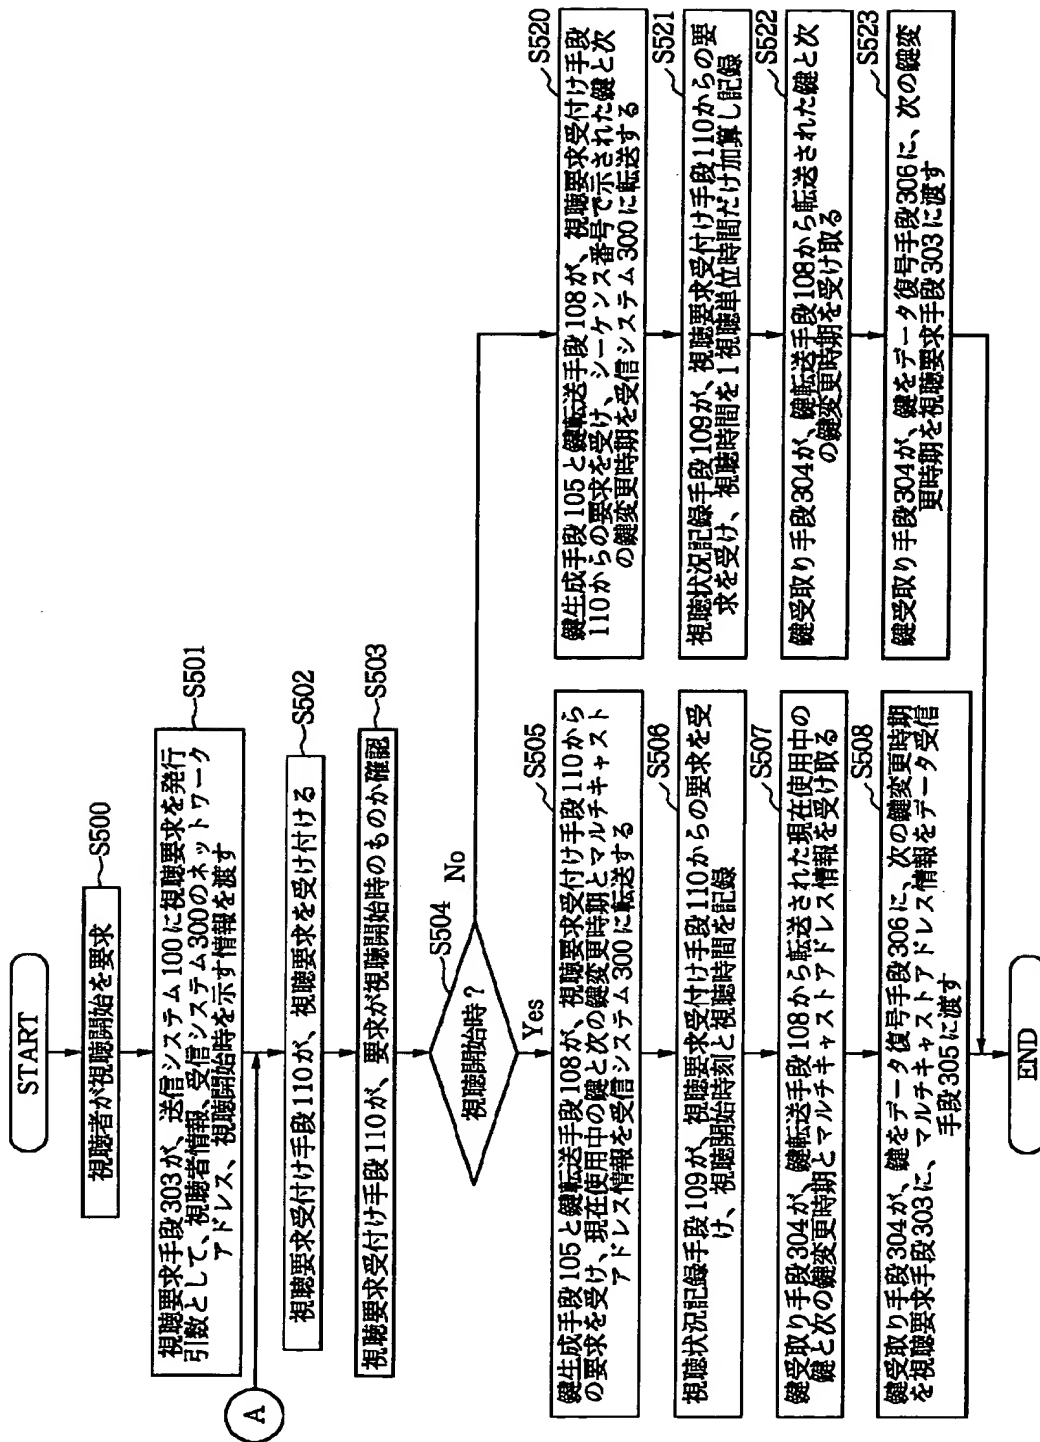 START
視聴者が視聴開始を要求
S500
視聴要求手段303が、送信システム100に視聴要求を発行
引数として、視聴者情報、受信システム300のネットワーク
アドレス、視聴開始時を示す情報を渡す
S501
A
視聴要求受付け手段110が、視聴要求を受け付ける
S502
視聴要求受付け手段110が、要求が視聴開始時のものか確認
S503
視聴開始時？
S504
Yes
No
鍵生成手段105と鍵転送手段108が、視聴要求受付け手段110から
の要求を受け、現在使用中の鍵と次の鍵変更時期とマルチキャスト
アドレス情報を受信システム300に転送する
S505
視聴状況記録手段109が、視聴要求受付け手段110からの要求を受
け、視聴開始時刻と視聴時間を記録
S506
鍵受取り手段304が、鍵転送手段108から転送された現在使用中の
鍵と次の鍵変更時期とマルチキャストアドレス情報を受け取る
S507
鍵受取り手段304が、鍵をデータ復号手段306に、次の鍵変更時期
を視聴要求手段303に、マルチキャストアドレス情報をデータ受信
手段305に渡す
S508
鍵生成手段105と鍵転送手段108が、視聴要求受付け手段
110からの要求を受け、シーケンス番号で示された鍵と次
の鍵変更時期を受信システム300に転送する
S520
視聴状況記録手段109が、視聴要求受付け手段110からの要
求を受け、視聴時間を1視聴単位時間だけ加算し記録
S521
鍵受取り手段304が、鍵転送手段108から転送された鍵と次
の鍵変更時期を受け取る
S522
鍵受取り手段304が、鍵をデータ復号手段306に、次の鍵変
更時期を視聴要求手段303に渡す
S523
END